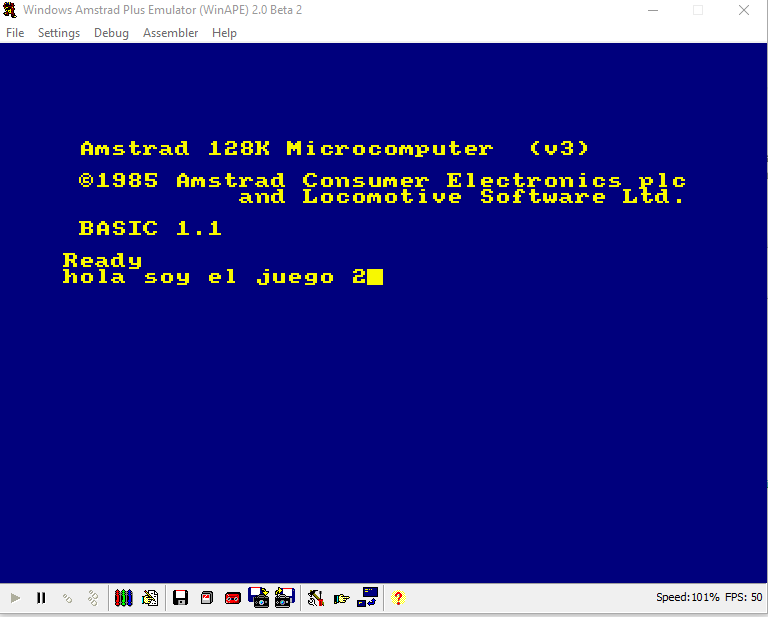 Windows Amstrad Plus Emulator (WinAPE) 2.0 Beta 2
File Settings Debug Assembler Help
Amstrad 128K Microcomputer (v3)
©1985 Amstrad Consumer Electronics plc
and Locomotive Software Ltd.
BASIC 1.1
Ready
hola soy el juego 2
Speed:101% FPS: 50